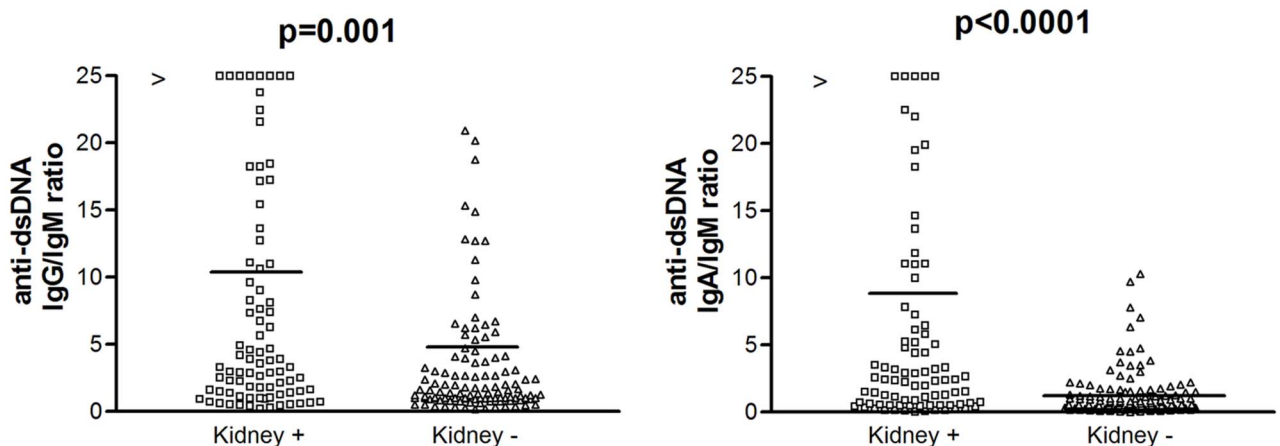 p=0.001
25
>
20
15
10
5
0
anti-dsDNA
IgG/IgM ratio
Kidney +
Kidney -
p<0.0001
25
>
20
15
10
5
0
anti-dsDNA
IgA/IgM ratio
Kidney +
Kidney -